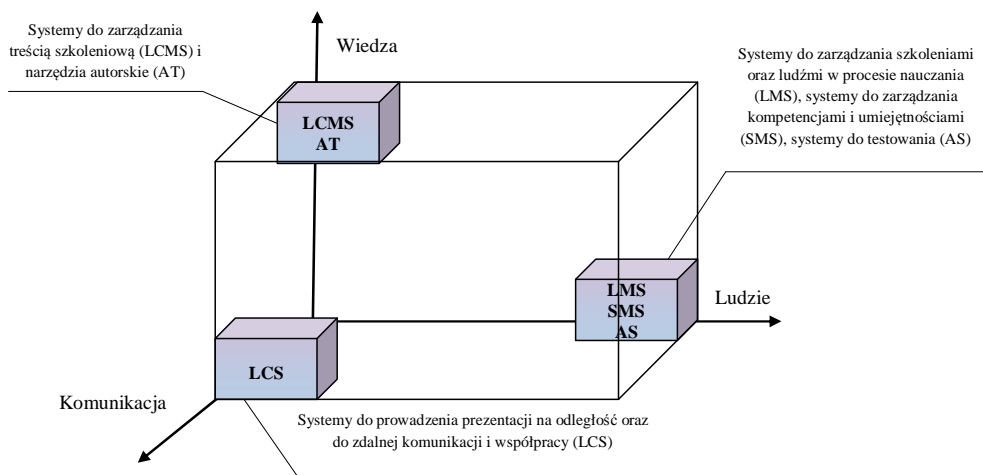 Systemy do zarządzania
treścią szkoleniową (LCMS) i
narzędzia autorskie (AT)
Wiedza
Systemy do zarządzania szkoleniami
oraz ludźmi w procesie nauczania
(LMS), systemy do zarządzania
kompetencjami i umiejętnościami
(SMS), systemy do testowania (AS)
LCMS
AT
LMS
SMS
AS
Ludzie
LCS
Komunikacja
Systemy do prowadzenia prezentacji na odległość oraz
do zdalnej komunikacji i współpracy (LCS)